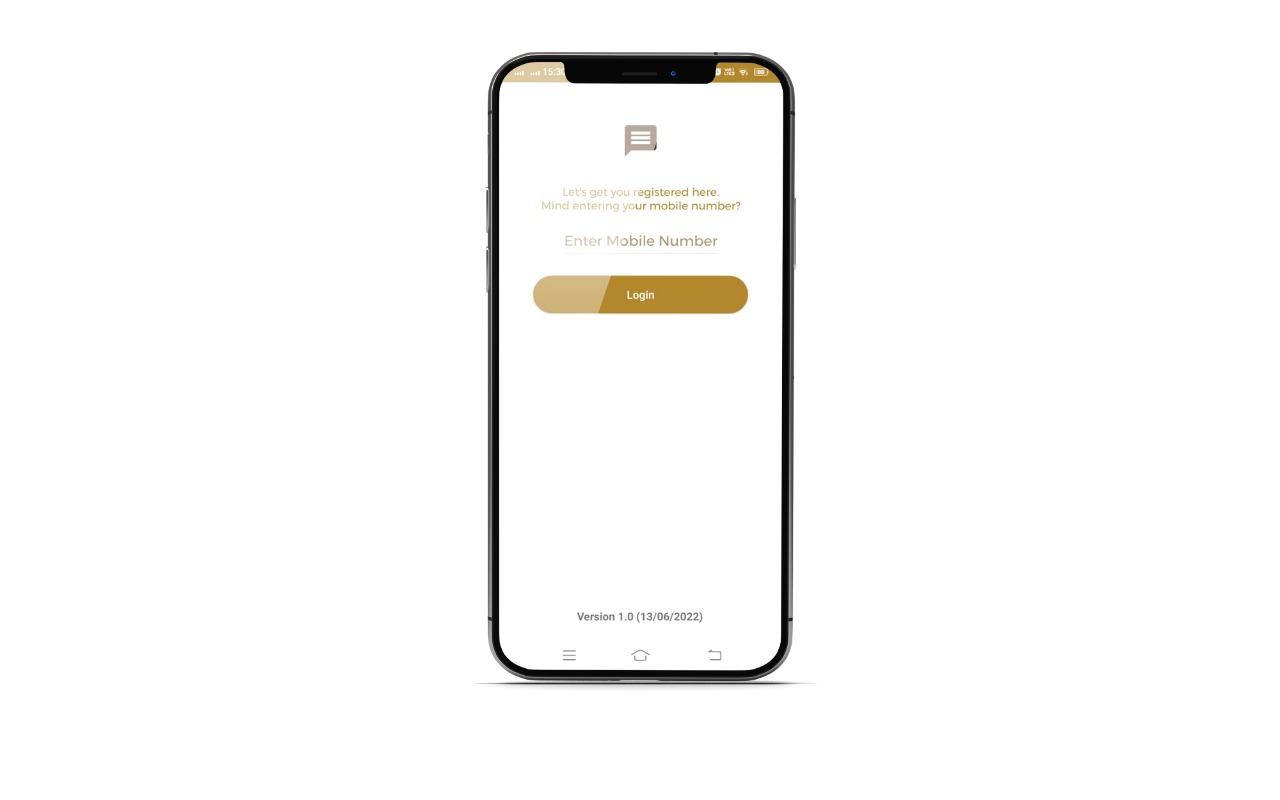 15:30
Let's get you registered here.
Mind entering your mobile number?
Enter Mobile Number
Login
Version 1.0 (13/06/2022)